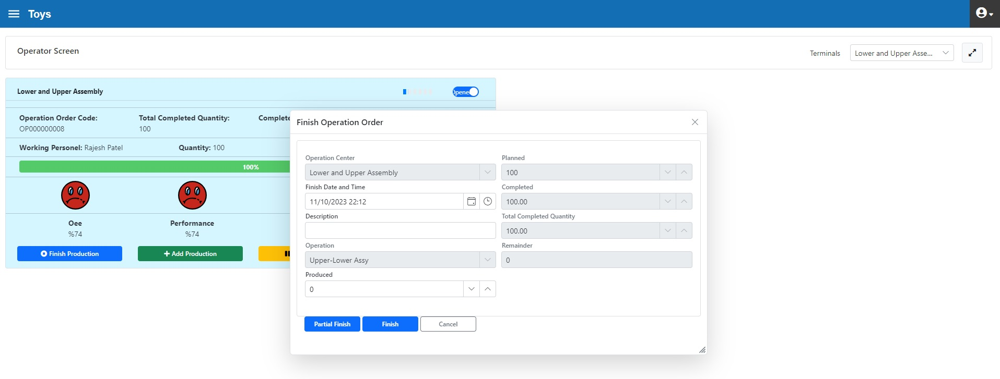 Toys
Operator Screen
Terminals
Lower and Upper Asse...
Lower and Upper Assembly
Opene
Operation Order Code:
OP000000008
Total Completed Quantity:
100
Complete
Working Personel: Rajesh Patel
Quantity: 100
100%
Oee
%74
Performance
%74
Finish Production
Add Production
Finish Operation Order
Operation Center
Lower and Upper Assembly
Planned
100
Finish Date and Time
11/10/2023 22:12
Completed
100.00
Description
Total Completed Quantity
100.00
Operation
Upper-Lower Assy
Remainder
0
Produced
0
Partial Finish
Finish
Cancel